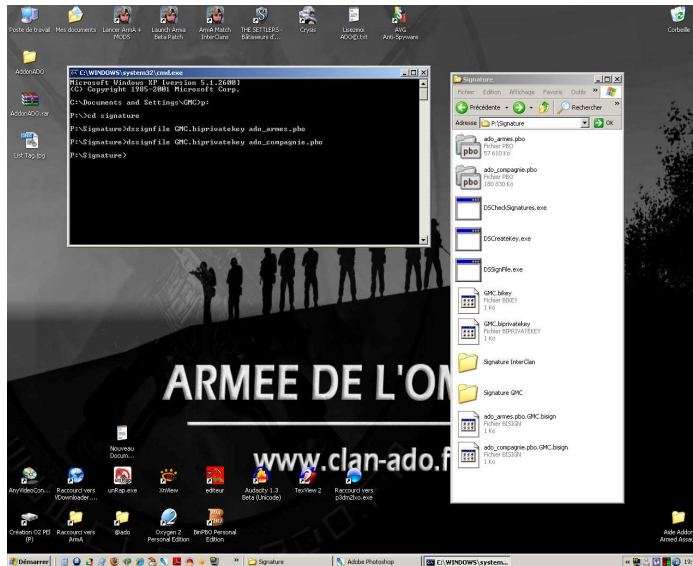 Poste de travail
Mes documents
Lancer ArmA +
MODS
Launch Arma
Beta Patch
ArmA Match
InterClans
THE SETTLERS -
Bâtisseurs d'...
Crysis
Lisezmoi
ADO©.txt
AVG
Anti-Spyware
Corbeille
AddonADO
AddonADO.rar
List Tag.jpg
C:\WINDOWS\system32\cmd.exe
Microsoft Windows XP [version 5.1.2600]
(C) Copyright 1985-2001 Microsoft Corp.
C:\Documents and Settings\GMC>p:
P:\>cd signature
P:\Signature>dssignfile GMC.biprivatekey ado_armes.pbo
P:\Signature>dssignfile GMC.biprivatekey ado_compagnie.pbo
P:\Signature>
Signature
Fichier Edition Affichage Favoris Outils »
Précédente Rechercher »
Adresse P:\Signature OK
pbo
ado_armes.pbo
Fichier PBO
57 610 Ko
pbo
ado_compagnie.pbo
Fichier PBO
180 830 Ko
DSCheckSignatures.exe
DSCreateKey.exe
DSSignFile.exe
GMC.bikey
Fichier BIKEY
1 Ko
GMC.biprivatekey
Fichier BIPRIVATEKEY
1 Ko
Signature InterClan
Signature GMC
ado_armes.pbo.GMC.bisign
Fichier BISIGN
1 Ko
ado_compagnie.pbo.GMC.bisign
Fichier BISIGN
1 Ko
ARMEE DE L'OM
www.clan-ado.f
Nouveau
Docum...
AnyVideoCon...
Raccourci vers
VDownloader....
unRap.exe
XnView
editeur
Audacity 1.3
Beta (Unicode)
TexView 2
Raccourci vers
p3dm2lxo.exe
Création O2 PEI
(P)
Raccourci vers
ArmA
@ado
Oxygen 2
Personal Edition
BinPBO Personal
Edition
Aide Addon
Armed Assau
Démarrer
Signature
Adobe Photoshop
C:\WINDOWS\system...